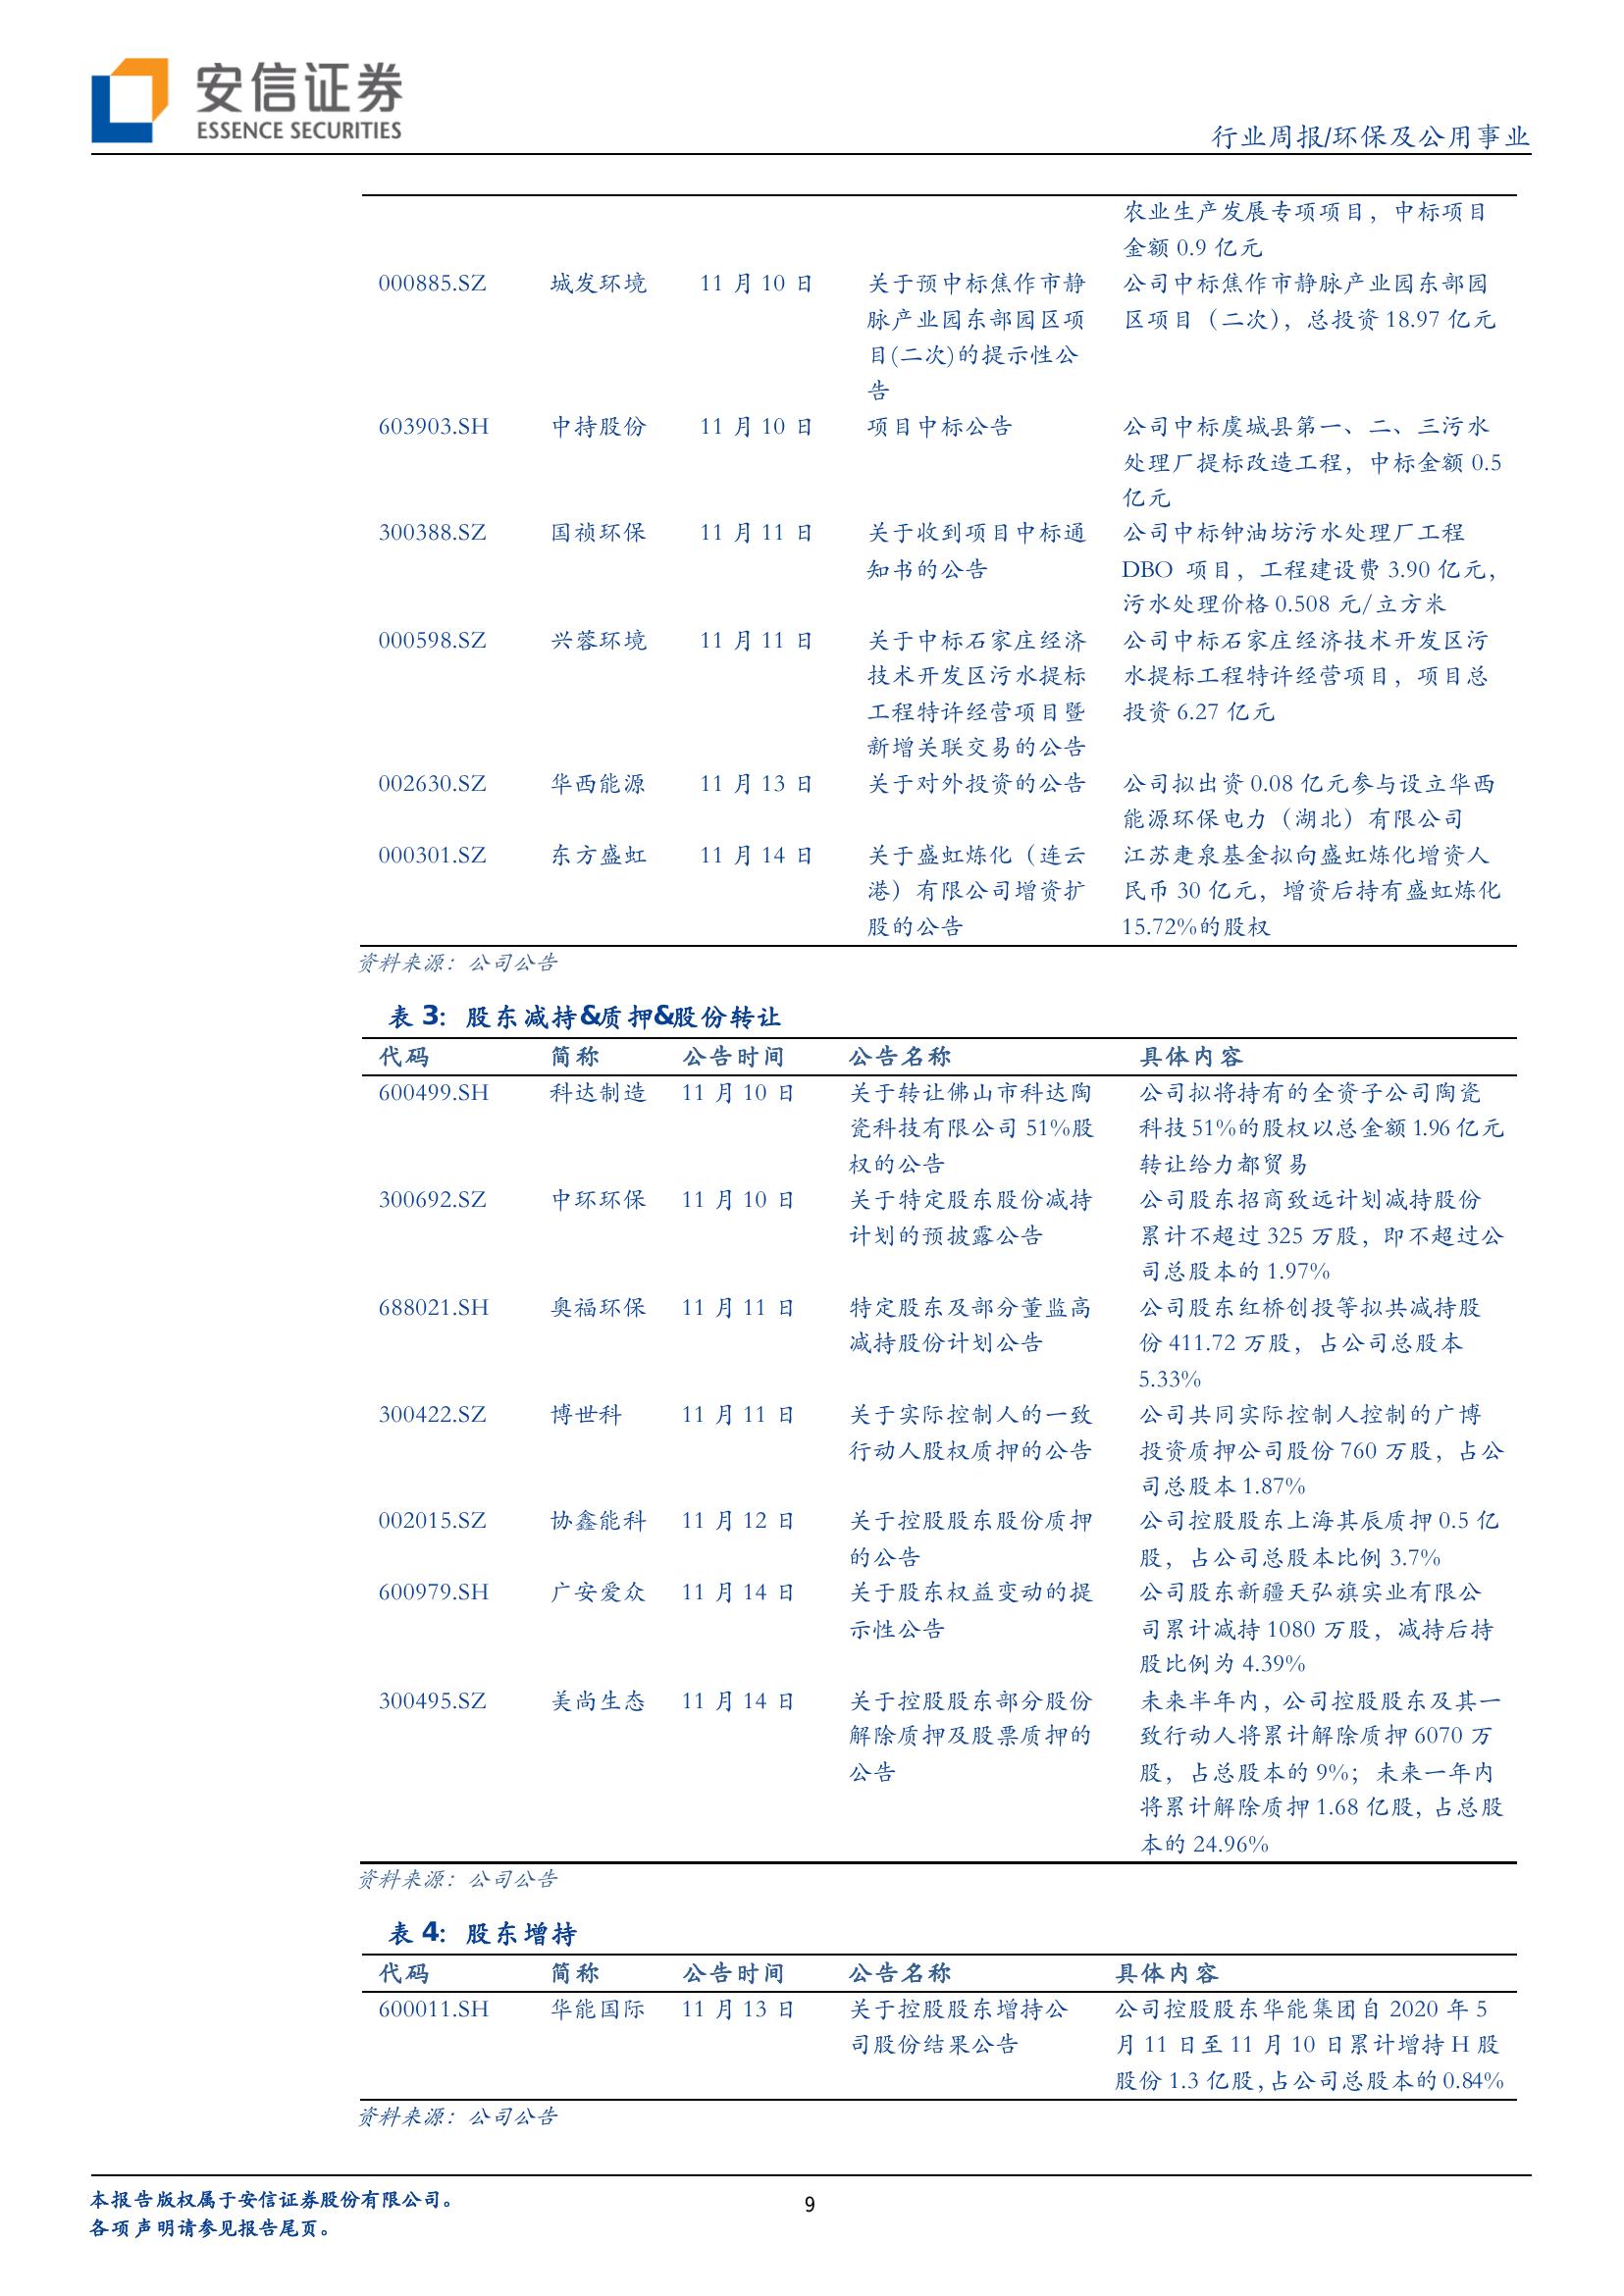 安信证券
ESSENCE SECURITIES
行业周报/环保及公用事业
农业生产发展专项项目，中标项目
金额 0.9 亿元
000885.SZ 城发环境 11 月 10 日 关于预中标焦作市静 公司中标焦作市静脉产业园东部园
脉产业园东部园区项 区项目（二次），总投资 18.97 亿元
目(二次)的提示性公
告
603903.SH 中持股份 11 月 10 日 项目中标公告 公司中标虞城县第一、二、三污水
处理厂提标改造工程，中标金额 0.5
亿元
300388.SZ 国祯环保 11 月 11 日 关于收到项目中标通 公司中标钟油坊污水处理厂工程
知书的公告 DBO 项目，工程建设费 3.90 亿元，
污水处理价格 0.508 元/立方米
000598.SZ 兴蓉环境 11 月 11 日 关于中标石家庄经济 公司中标石家庄经济技术开发区污
技术开发区污水提标 水提标工程特许经营项目，项目总
工程特许经营项目暨 投资 6.27 亿元
新增关联交易的公告
002630.SZ 华西能源 11 月 13 日 关于对外投资的公告 公司拟出资 0.08 亿元参与设立华西
能源环保电力（湖北）有限公司
000301.SZ 东方盛虹 11 月 14 日 关于盛虹炼化（连云 江苏疌泉基金拟向盛虹炼化增资人
港）有限公司增资扩 民币 30 亿元，增资后持有盛虹炼化
股的公告 15.72%的股权
资料来源：公司公告
表 3：股东减持&质押&股份转让
代码 简称 公告时间 公告名称 具体内容
600499.SH 科达制造 11 月 10 日 关于转让佛山市科达陶 公司拟将持有的全资子公司陶瓷
瓷科技有限公司 51%股 科技 51%的股权以总金额 1.96 亿元
权的公告 转让给力都贸易
300692.SZ 中环环保 11 月 10 日 关于特定股东股份减持 公司股东招商致远计划减持股份
计划的预披露公告 累计不超过 325 万股，即不超过公
司总股本的 1.97%
688021.SH 奥福环保 11 月 11 日 特定股东及部分董监高 公司股东红桥创投等拟共减持股
减持股份计划公告 份 411.72 万股，占公司总股本
5.33%
300422.SZ 博世科 11 月 11 日 关于实际控制人的一致 公司共同实际控制人控制的广博
行动人股权质押的公告 投资质押公司股份 760 万股，占公
司总股本 1.87%
002015.SZ 协鑫能科 11 月 12 日 关于控股股东股份质押 公司控股股东上海其辰质押 0.5 亿
的公告 股，占公司总股本比例 3.7%
600979.SH 广安爱众 11 月 14 日 关于股东权益变动的提 公司股东新疆天弘旗实业有限公
示性公告 司累计减持 1080 万股，减持后持
股比例为 4.39%
300495.SZ 美尚生态 11 月 14 日 关于控股股东部分股份 未来半年内，公司控股股东及其一
解除质押及股票质押的 致行动人将累计解除质押 6070 万
公告 股，占总股本的 9%；未来一年内
将累计解除质押 1.68 亿股，占总股
本的 24.96%
资料来源：公司公告
表 4：股东增持
代码 简称 公告时间 公告名称 具体内容
600011.SH 华能国际 11 月 13 日 关于控股股东增持公 公司控股股东华能集团自 2020 年 5
司股份结果公告 月 11 日至 11 月 10 日累计增持 H 股
股份 1.3 亿股，占公司总股本的 0.84%
资料来源：公司公告
本报告版权属于安信证券股份有限公司。
各项声明请参见报告尾页。
9